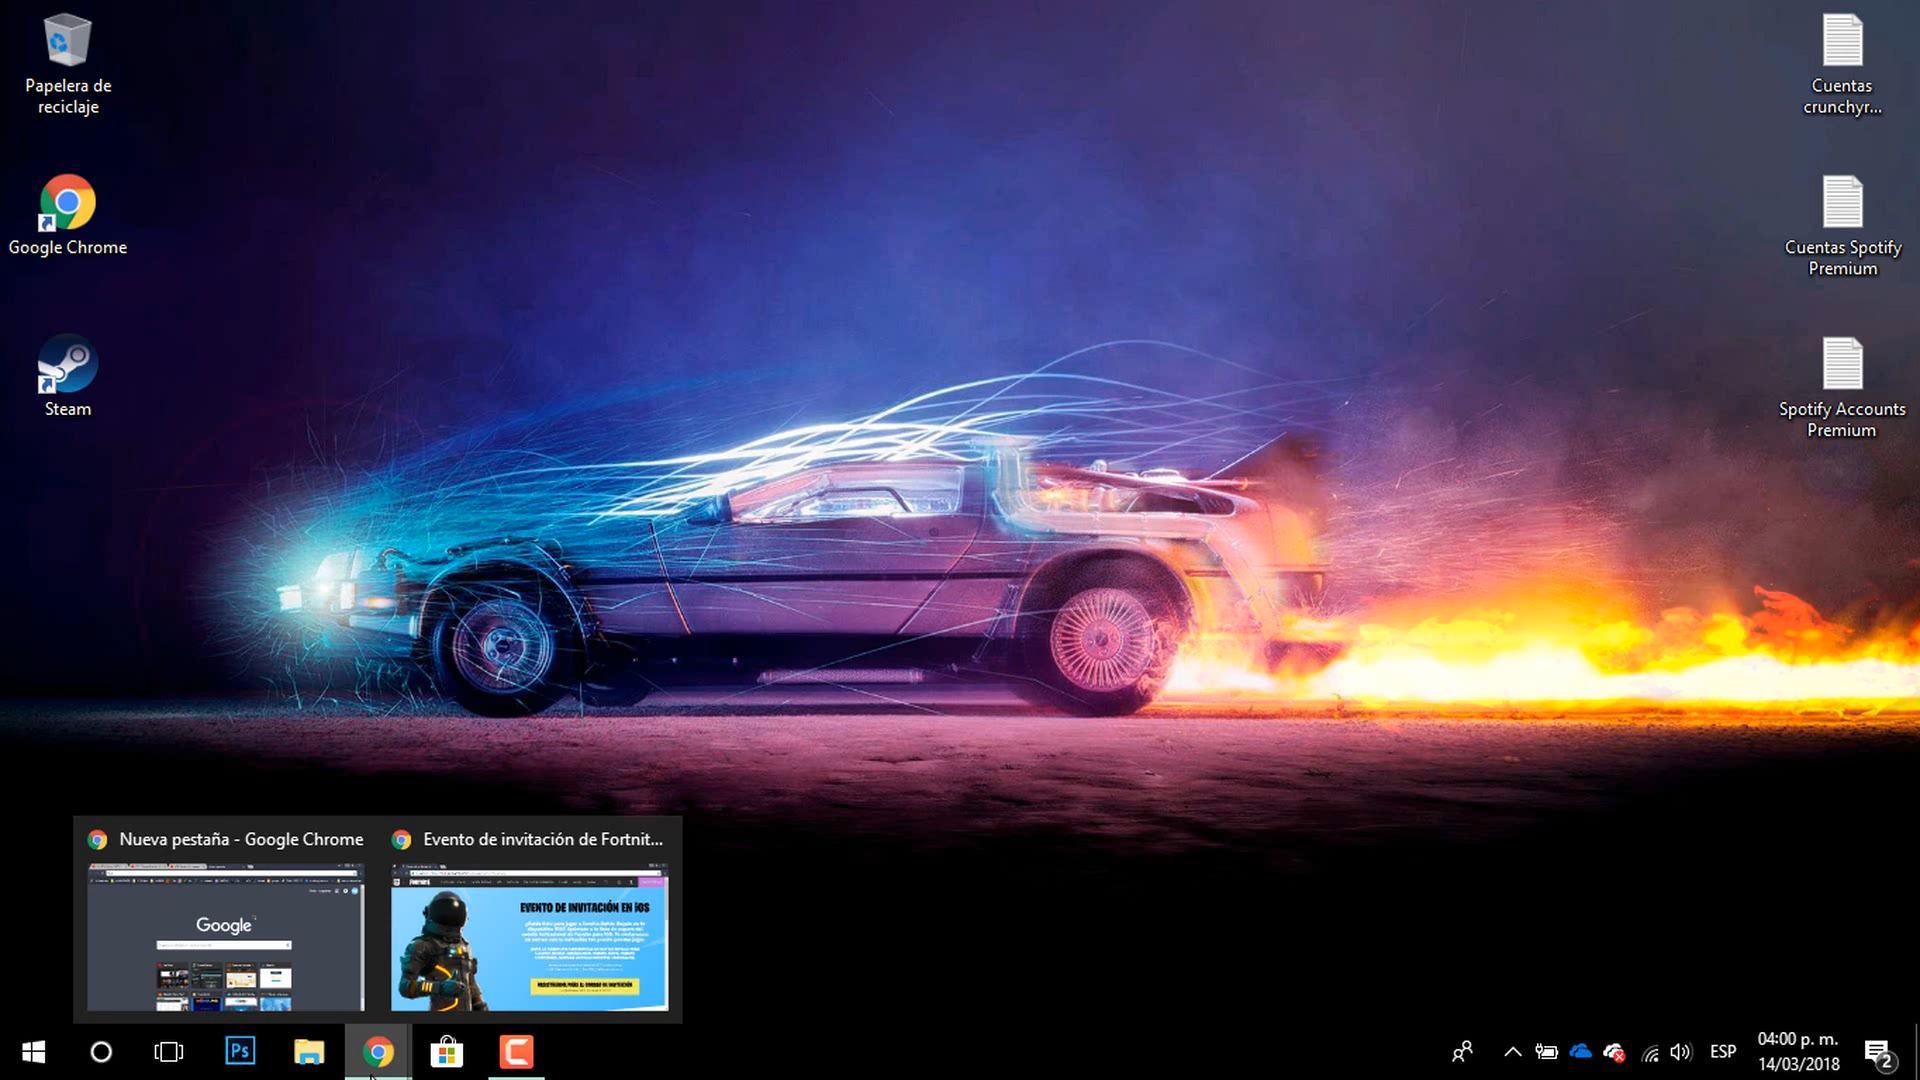 Papelera de
reciclaje
Google Chrome
Steam
Cuentas
crunchyr...
Cuentas Spotify
Premium
Spotify Accounts
Premium
Nueva pestaña - Google Chrome
Evento de invitación de Fortnit...
Google
EVENTO DE INVITACIÓN EN iOS
Ps
ESP
04:00 p. m.
14/03/2018
2